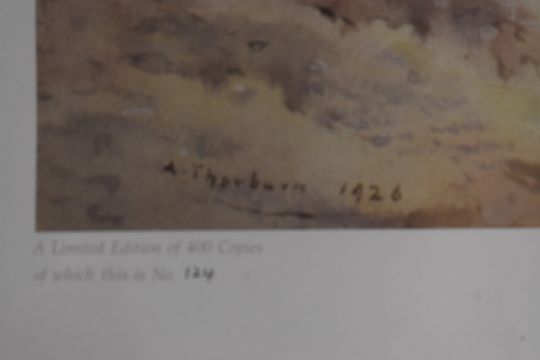 A. Thorburn 1926
A Limited Edition of 400 Copies
of which this is No. 124